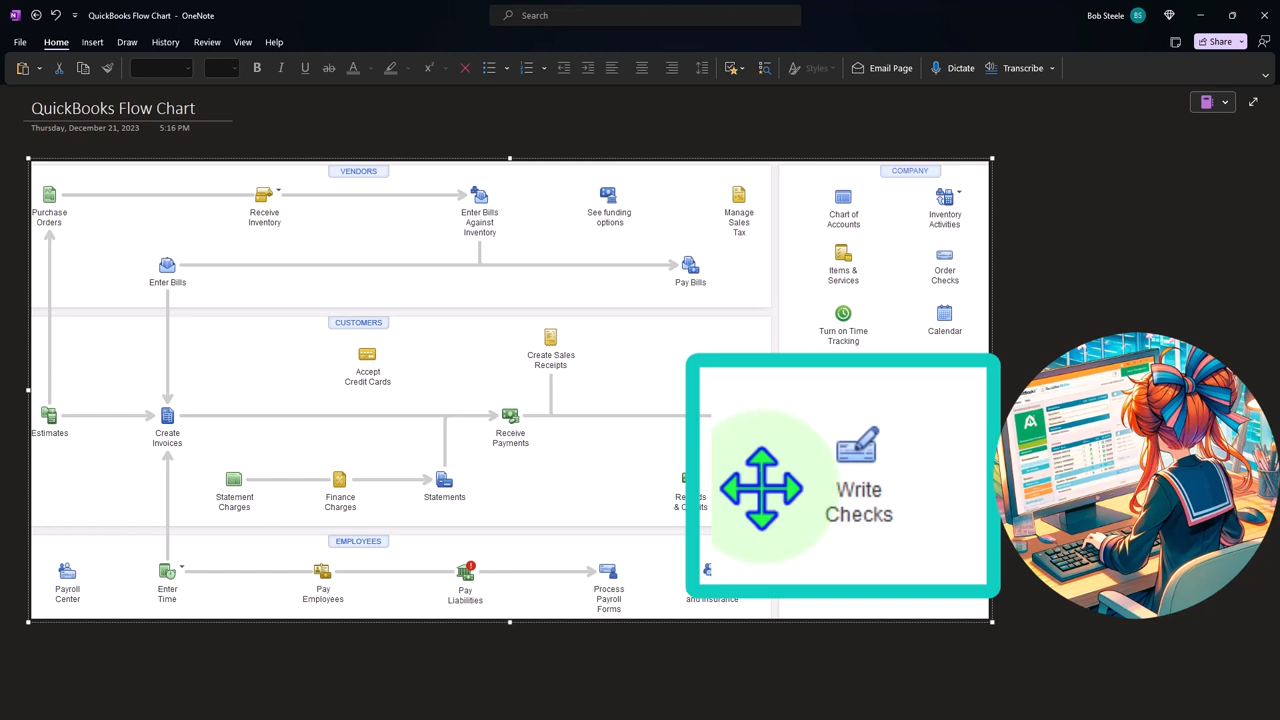 QuickBooks Flow Chart - OneNote
Search
Bob Steele
BS
File
Home
Insert
Draw
History
Review
View
Help
Share
Email Page
Dictate
Transcribe
Styles
QuickBooks Flow Chart
Thursday, December 21, 2023
5:16 PM
VENDORS
Purchase
Orders
Receive
Inventory
Enter Bills
Against
Inventory
See funding
options
Manage
Sales
Tax
Enter Bills
Pay Bills
COMPANY
Chart of
Accounts
Inventory
Activities
Items &
Services
Order
Checks
Turn on Time
Tracking
Calendar
CUSTOMERS
Accept
Credit Cards
Create Sales
Receipts
Estimates
Create
Invoices
Receive
Payments
Statement
Charges
Finance
Charges
Statements
Write
Checks
EMPLOYEES
Payroll
Center
Enter
Time
Pay
Employees
Pay
Liabilities
Process
Payroll
Forms
and Insurance